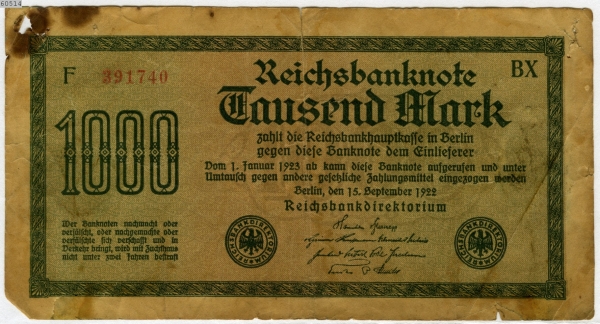 60514
F 391740
BX
Reichsbanknote
Tausend Mark
1000
zahlt die Reichsbankhauptkasse in Berlin
gegen diese Banknote dem Einlieferer
Vom 1. Januar 1923 ab kann diese Banknote aufgerufen und unter
Umtausch gegen andere gesetzliche Zahlungsmittel eingezogen werden
Berlin, den 15. September 1922
Reichsbankdirektorium
Wer Banknoten nachmacht oder
verfälscht, oder nachgemachte oder
verfälschte sich verschafft und in
Verkehr bringt, wird mit Zuchthaus
nicht unter zwei Jahren bestraft
REICHSBANKDIREKTORIUM
REICHSBANKDIREKTORIUM